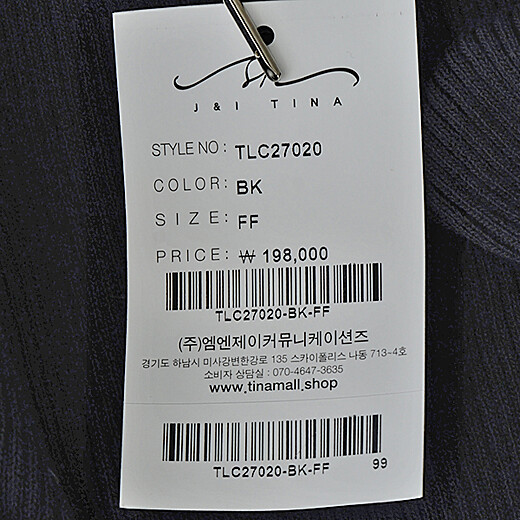 J & I TINA
STYLE NO: TLC27020
COLOR: BK
SIZE: FF
PRICE: ₩ 198,000
TLC27020-BK-FF
(주)엠엔제이커뮤니케이션즈
경기도 하남시 미사강변한강로 135 스카이폴리스 나동 713-4호
소비자 상담실 : 070-4647-3635
www.tinamall.shop
TLC27020-BK-FF 99